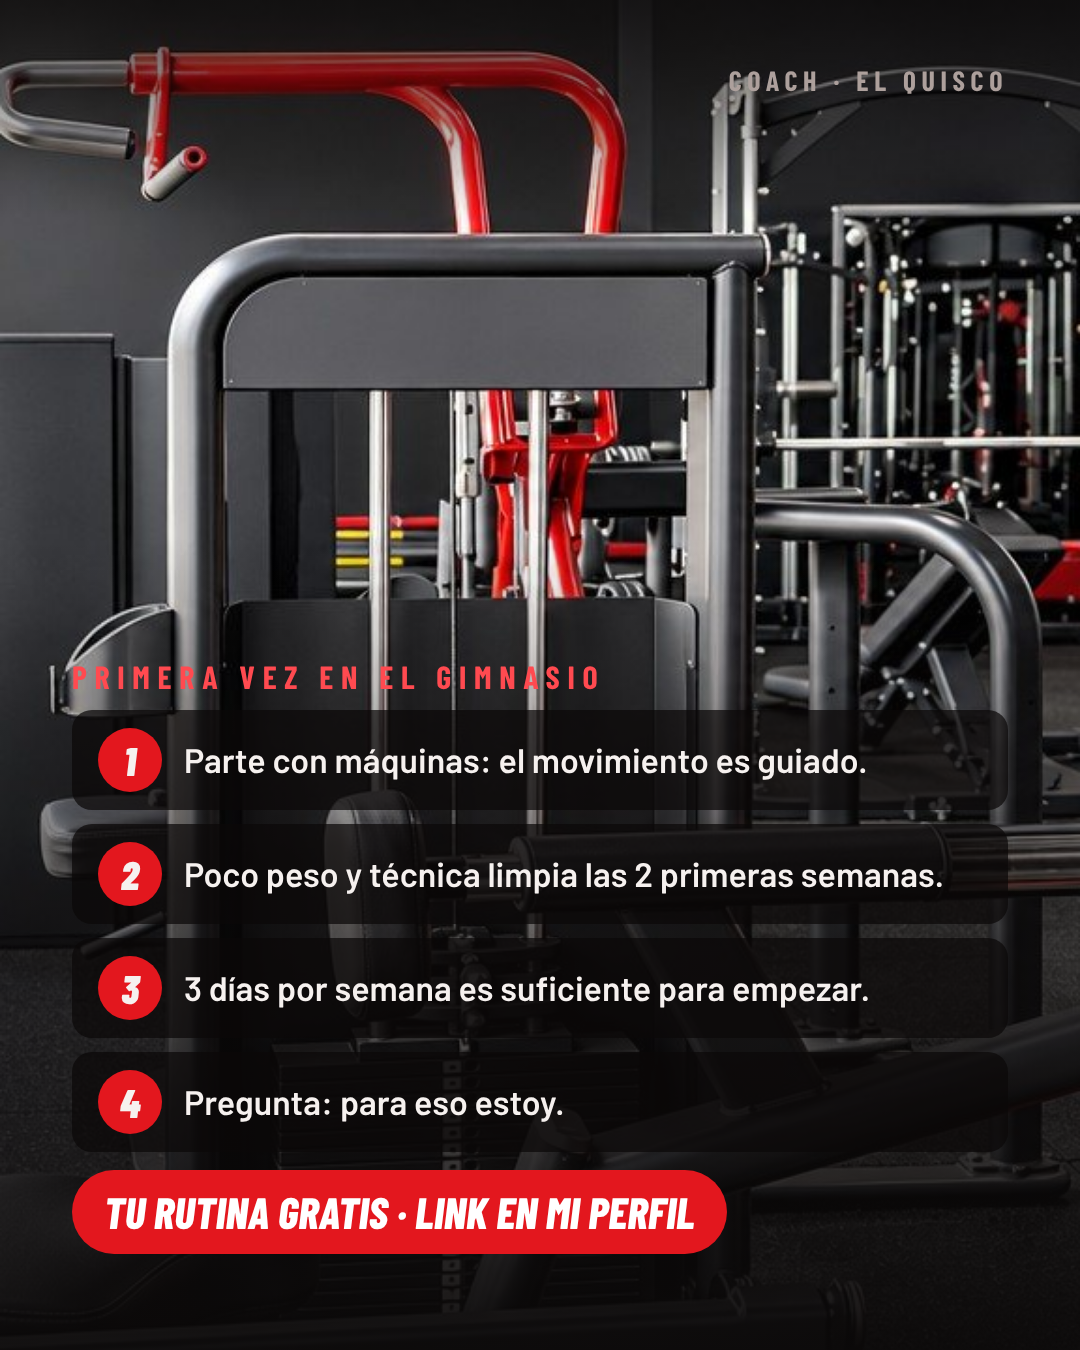 COACH · EL QUISCO
PRIMERA VEZ EN EL GIMNASIO
1 Parte con máquinas: el movimiento es guiado.
2 Poco peso y técnica limpia las 2 primeras semanas.
3 3 días por semana es suficiente para empezar.
4 Pregunta: para eso estoy.
TU RUTINA GRATIS · LINK EN MI PERFIL